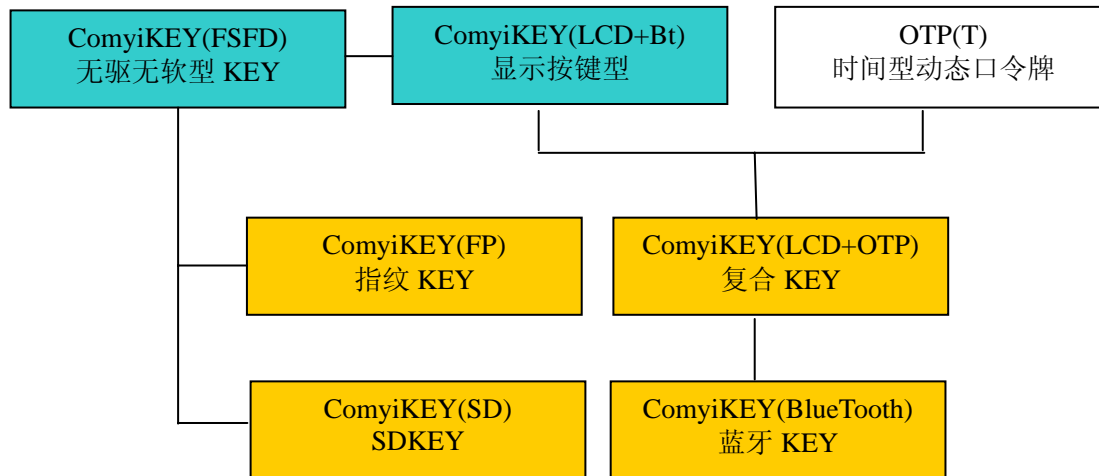 ComyiKEY(FSFD)
无驱无软型 KEY
ComyiKEY(LCD+Bt)
显示按键型
OTP(T)
时间型动态口令牌
ComyiKEY(FP)
指纹 KEY
ComyiKEY(LCD+OTP)
复合 KEY
ComyiKEY(SD)
SDKEY
ComyiKEY(BlueTooth)
蓝牙 KEY